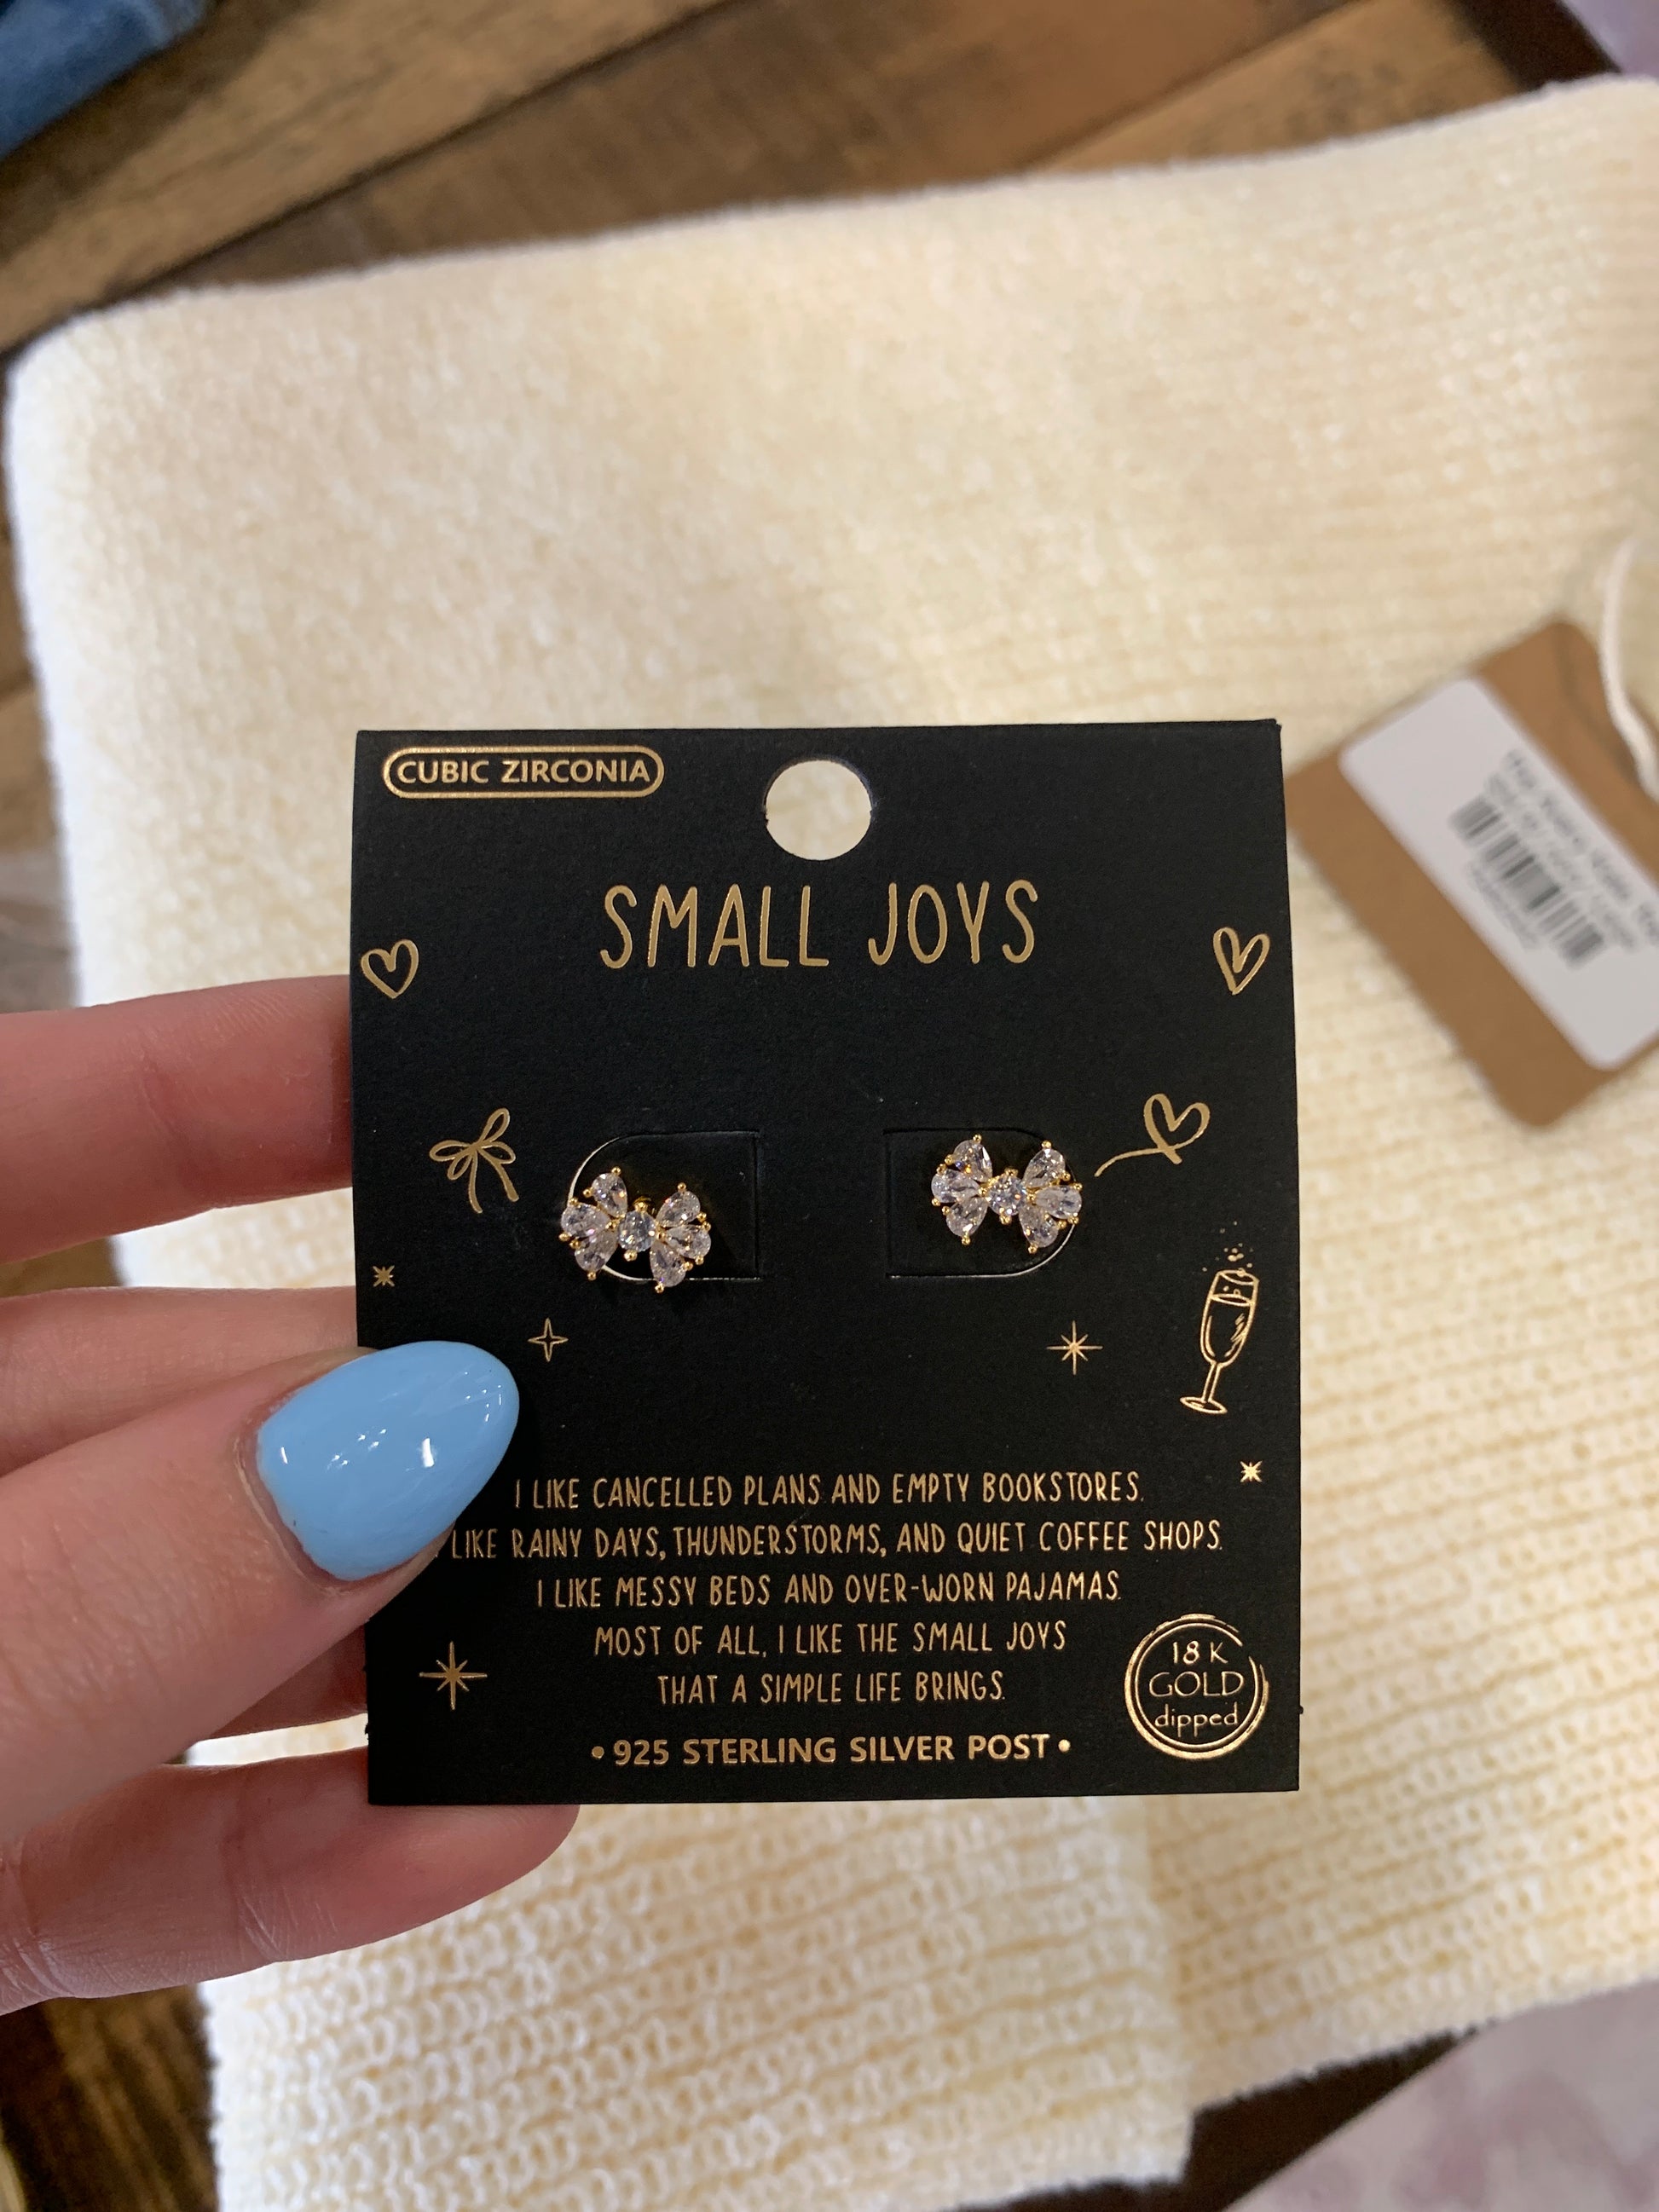 CUBIC ZIRCONIA
SMALL JOYS
I LIKE CANCELLED PLANS AND EMPTY BOOKSTORES.
LIKE RAINY DAYS, THUNDERSTORMS, AND QUIET COFFEE SHOPS.
I LIKE MESSY BEDS AND OVER-WORN PAJAMAS.
MOST OF ALL, I LIKE THE SMALL JOYS
THAT A SIMPLE LIFE BRINGS.
• 925 STERLING SILVER POST •
18 K
GOLD
dipped